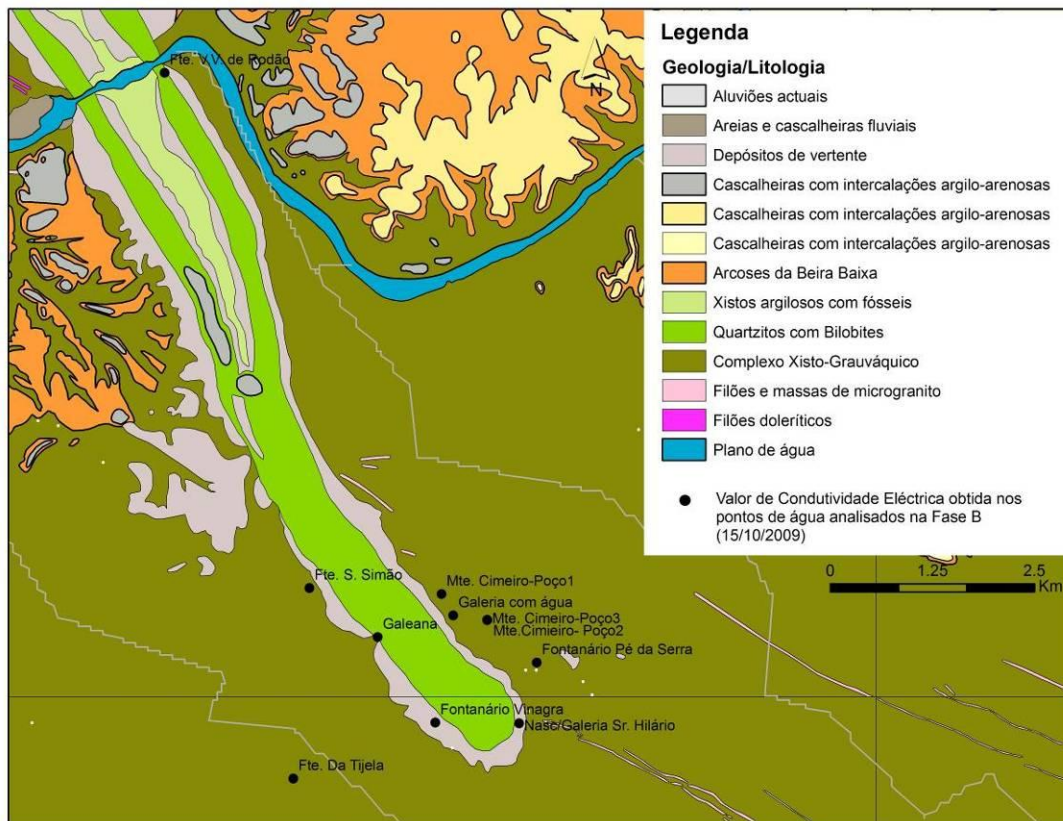 Fte. V.V. de Rodão
N
Legenda
Geologia/Litologia
Aluviões actuais
Areias e cascalheiras fluviais
Depósitos de vertente
Cascalheiras com intercalações argilo-arenosas
Cascalheiras com intercalações argilo-arenosas
Cascalheiras com intercalações argilo-arenosas
Arcoses da Beira Baixa
Xistos argilosos com fósseis
Quartzitos com Bilobites
Complexo Xisto-Grauváquico
Filões e massas de microgranito
Filões doleríticos
Plano de água
Valor de Condutividade Eléctrica obtida nos
pontos de água analisados na Fase B
(15/10/2009)
0 1.25 2.5
Km
Fte. S. Simão
Mte. Cimeiro-Poço1
Galeria com água
Mte. Cimeiro-Poço3
Mte.Cimieiro- Poço2
Galeana
Fontanário Pé da Serra
Fontanário Vinagra
Nasc/Galeria Sr. Hilário
Fte. Da Tijela